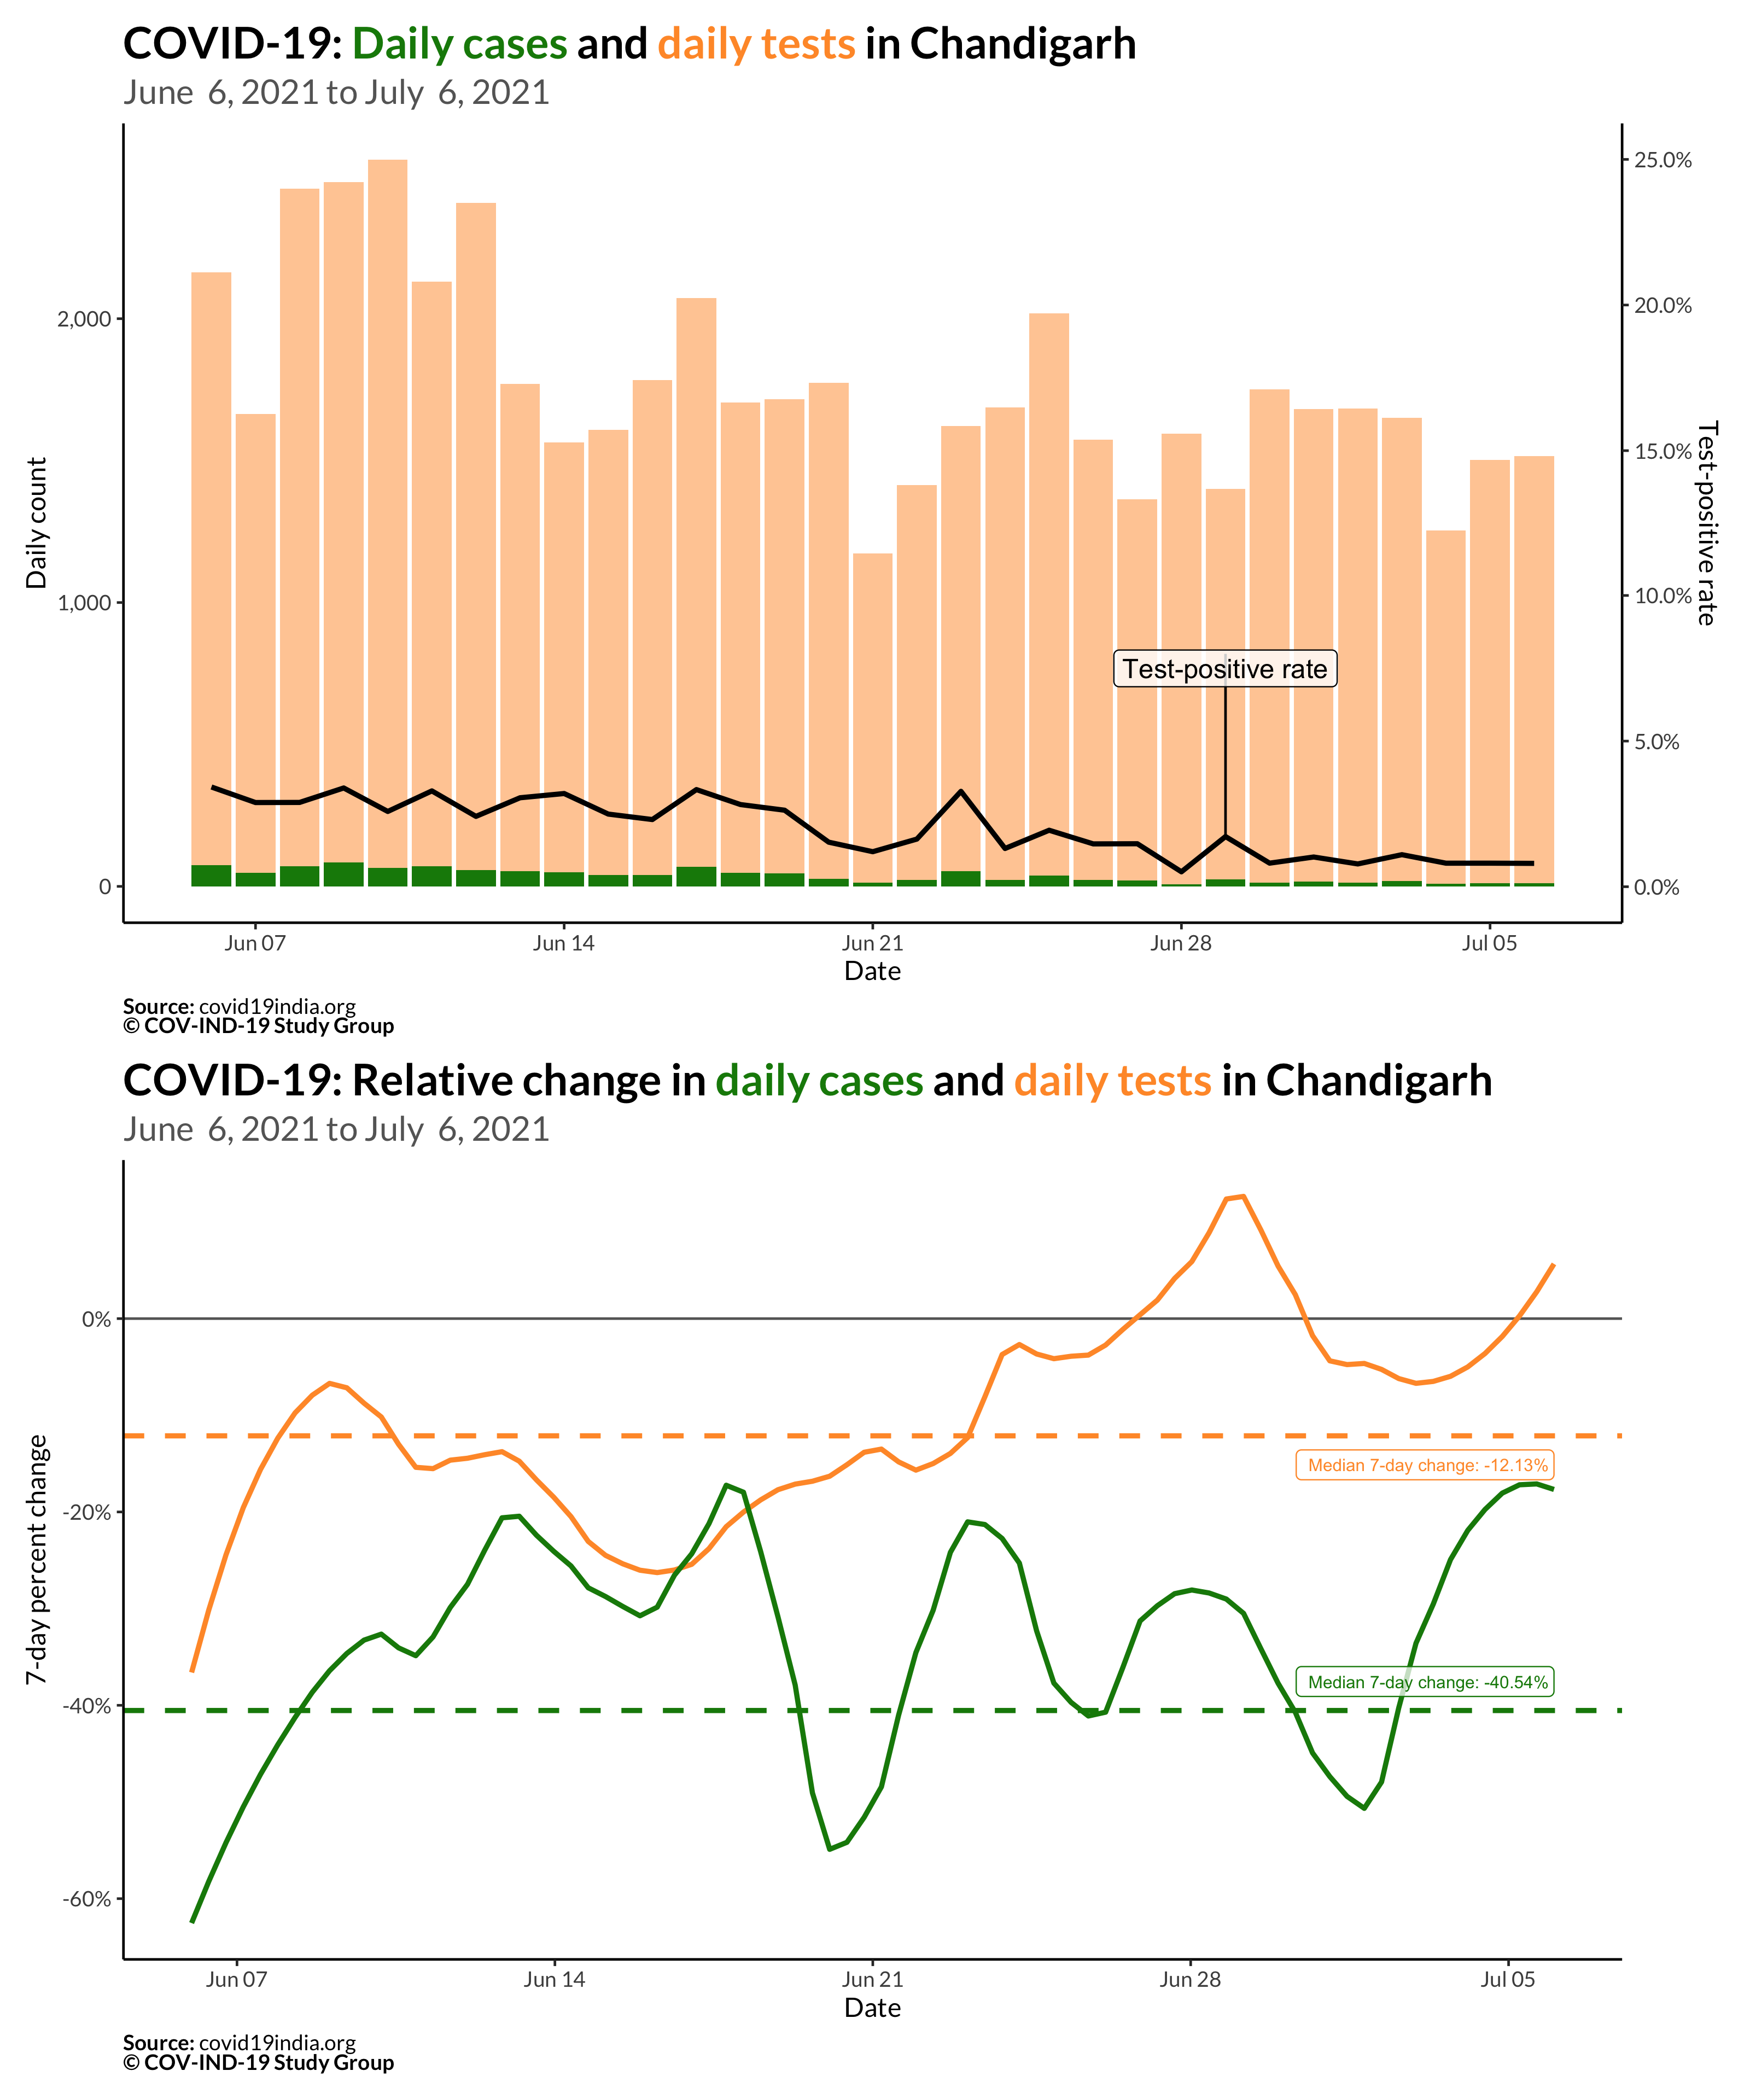 COVID-19: Daily cases and daily tests in Chandigarh
June 6, 2021 to July 6, 2021
Daily count
2,000
1,000
0
25.0%
20.0%
15.0%
10.0%
5.0%
0.0%
Test-positive rate
Test-positive rate
Jun 07
Jun 14
Jun 21
Jun 28
Jul 05
Date
Source: covid19india.org
© COV-IND-19 Study Group
COVID-19: Relative change in daily cases and daily tests in Chandigarh
June 6, 2021 to July 6, 2021
7-day percent change
0%
-20%
-40%
-60%
Median 7-day change: -12.13%
Median 7-day change: -40.54%
Jun 07
Jun 14
Jun 21
Jun 28
Jul 05
Date
Source: covid19india.org
© COV-IND-19 Study Group